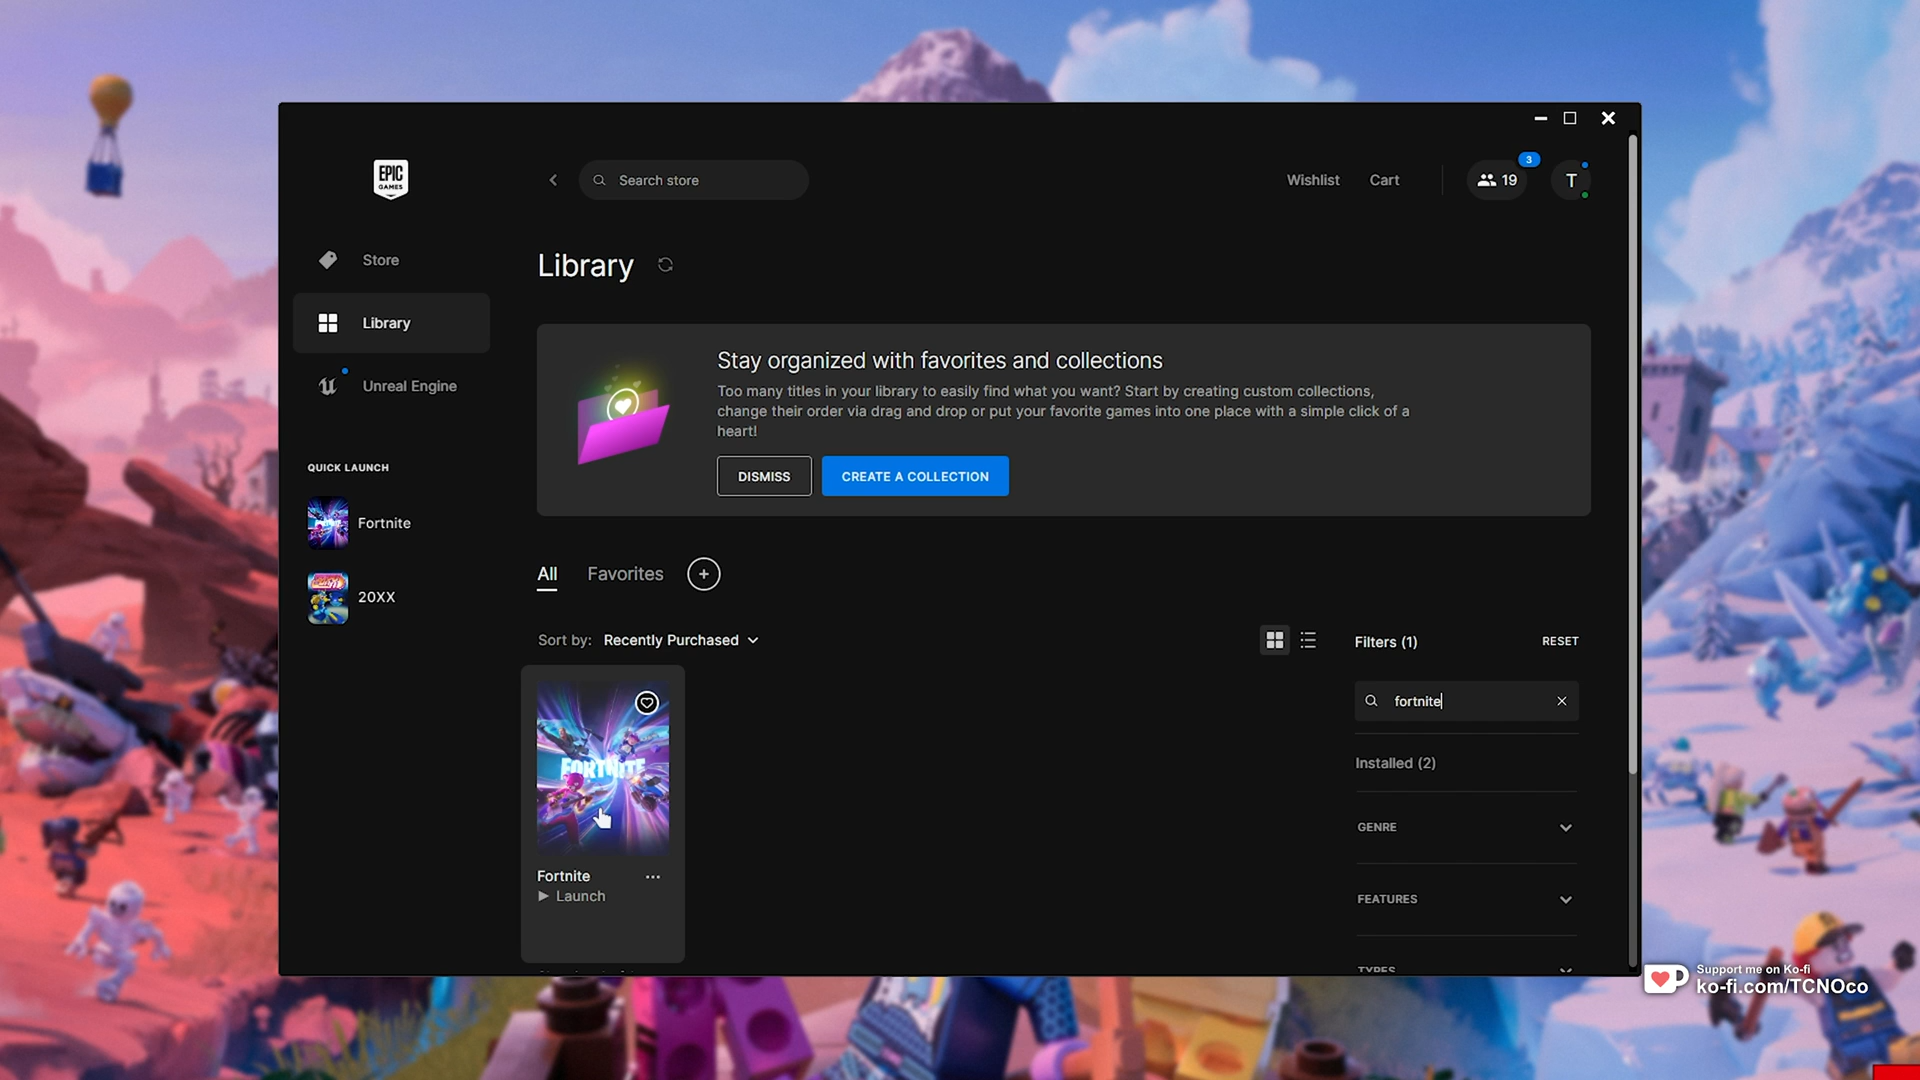 EPIC
GAMES
Search store
Wishlist
Cart
19
3
T
Store
Library
Unreal Engine
QUICK LAUNCH
Fortnite
20XX
Library
Stay organized with favorites and collections
Too many titles in your library to easily find what you want? Start by creating custom collections,
change their order via drag and drop or put your favorite games into one place with a simple click of a
heart!
DISMISS
CREATE A COLLECTION
All
Favorites
Sort by: Recently Purchased
FORTNITE
Fortnite
Launch
Filters (1)
RESET
fortnite
Installed (2)
GENRE
FEATURES
TYPES
Support me on Ko-fi
ko-fi.com/TCNOco